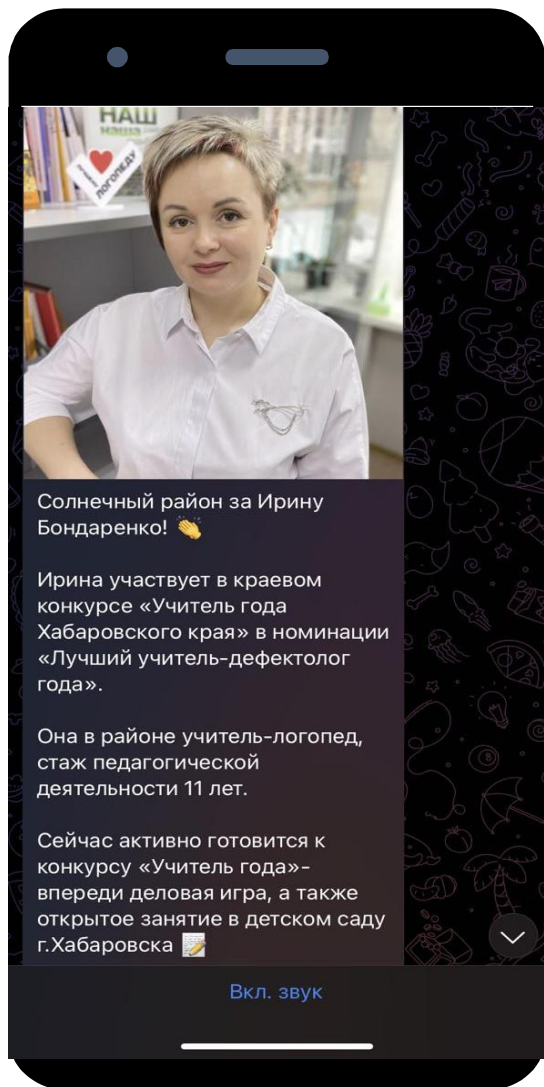 НАШ
наша
ЛОГОПЕДУ
Солнечный район за Ирину
Бондаренко! 👏
Ирина участвует в краевом
конкурсе «Учитель года
Хабаровского края» в номинации
«Лучший учитель-дефектолог
года».
Она в районе учитель-логопед,
стаж педагогической
деятельности 11 лет.
Сейчас активно готовится к
конкурсу «Учитель года»-
впереди деловая игра, а также
открытое занятие в детском саду
г.Хабаровска 📝
Вкл. звук